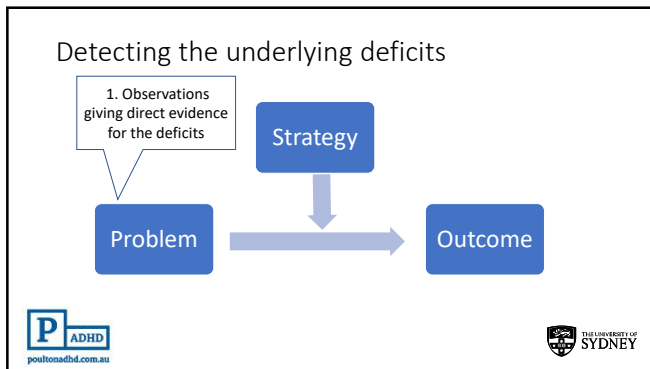 Detecting the underlying deficits
1. Observations
giving direct evidence
for the deficits
Strategy
Problem
Outcome
P ADHD
poultonadhd.com.au
THE UNIVERSITY OF
SYDNEY